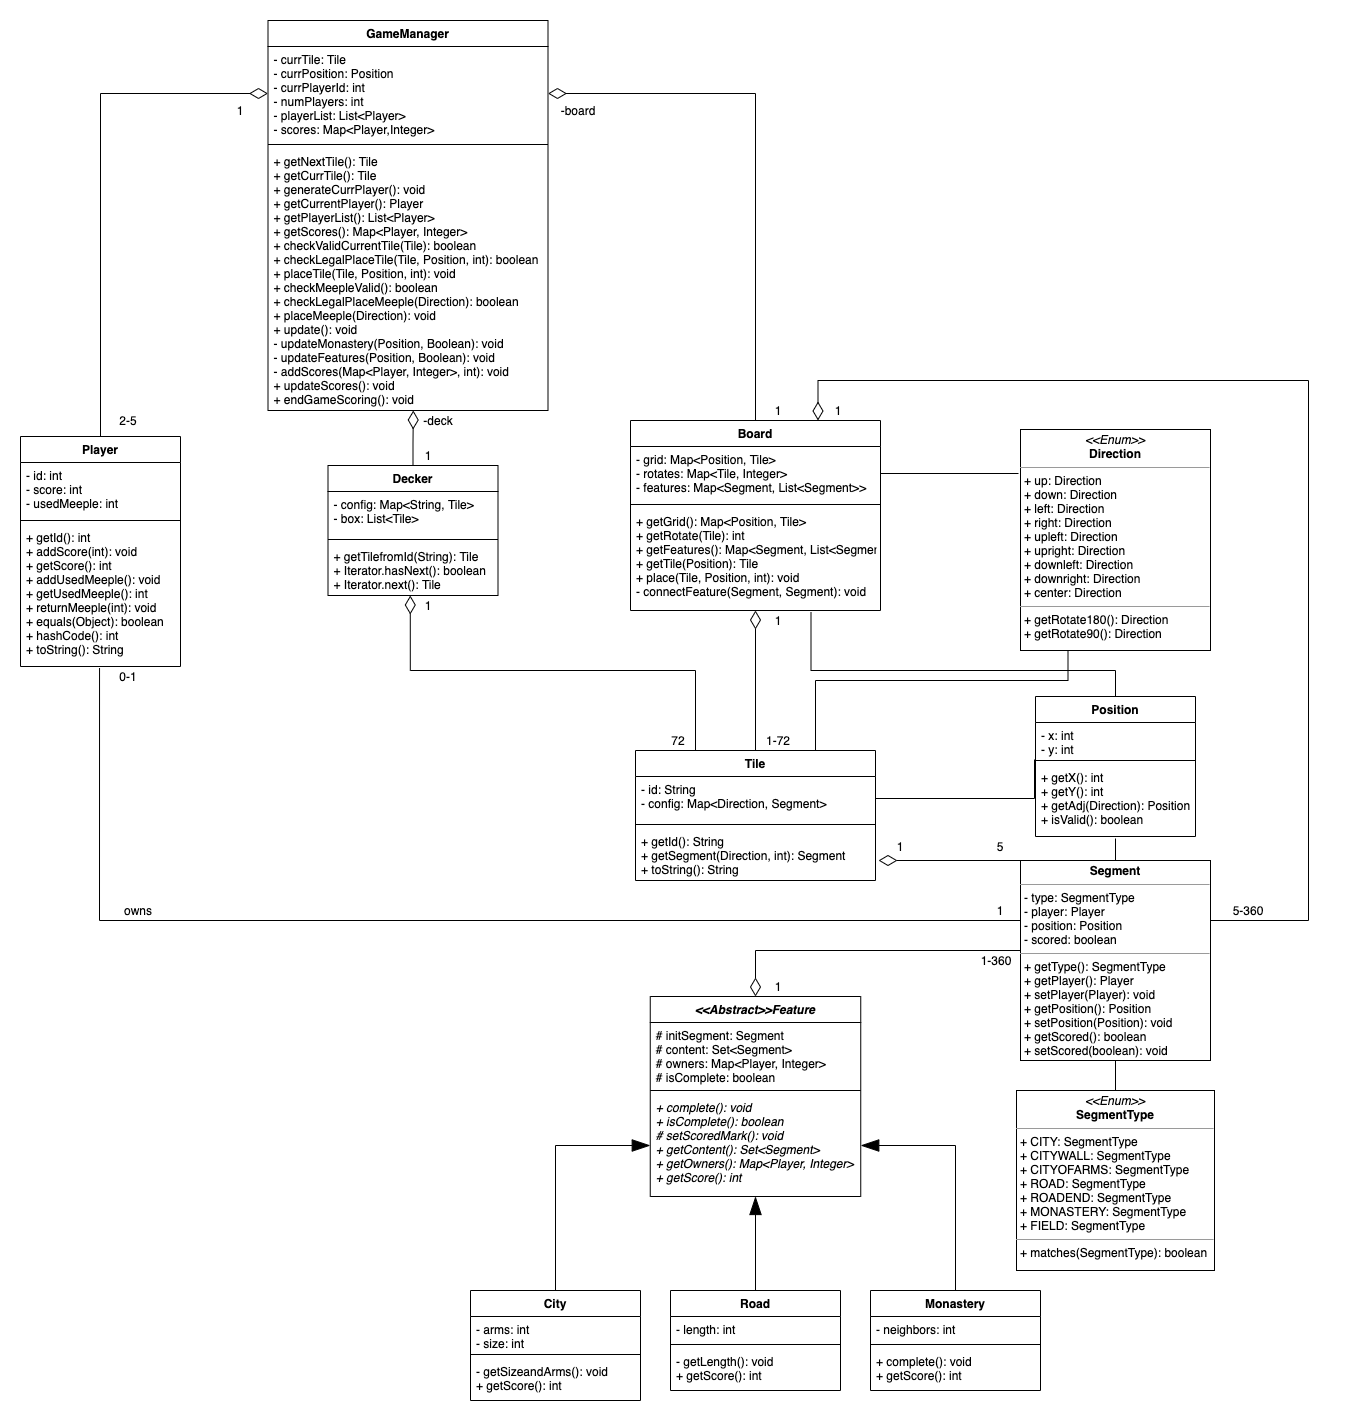 GameManager
- currTile: Tile
- currPosition: Position
- currPlayerId: int
- numPlayers: int
- playerList: List<Player>
- scores: Map<Player,Integer>
+ getNextTile(): Tile
+ getCurrTile(): Tile
+ generateCurrPlayer(): void
+ getCurrentPlayer(): Player
+ getPlayerList(): List<Player>
+ getScores(): Map<Player, Integer>
+ checkValidCurrentTile(Tile): boolean
+ checkLegalPlaceTile(Tile, Position, int): boolean
+ placeTile(Tile, Position, int): void
+ checkMeepleValid(): boolean
+ checkLegalPlaceMeeple(Direction): boolean
+ placeMeeple(Direction): void
+ update(): void
- updateMonastery(Position, Boolean): void
- updateFeatures(Position, Boolean): void
- addScores(Map<Player, Integer>, int): void
+ updateScores(): void
+ endGameScoring(): void
1
-board
2-5
-deck
1
1
1
Player
- id: int
- score: int
- usedMeeple: int
+ getId(): int
+ addScore(int): void
+ getScore(): int
+ addUsedMeeple(): void
+ getUsedMeeple(): int
+ returnMeeple(int): void
+ equals(Object): boolean
+ hashCode(): int
+ toString(): String
0-1
Decker
- config: Map<String, Tile>
- box: List<Tile>
+ getTilefromId(String): Tile
+ Iterator.hasNext(): boolean
+ Iterator.next(): Tile
1
Board
- grid: Map<Position, Tile>
- rotates: Map<Tile, Integer>
- features: Map<Segment, List<Segment>>
+ getGrid(): Map<Position, Tile>
+ getRotate(Tile): int
+ getFeatures(): Map<Segment, List<Segmer
+ getTile(Position): Tile
+ place(Tile, Position, int): void
- connectFeature(Segment, Segment): void
1
<<Enum>>
Direction
+ up: Direction
+ down: Direction
+ left: Direction
+ right: Direction
+ upleft: Direction
+ upright: Direction
+ downleft: Direction
+ downright: Direction
+ center: Direction
+ getRotate180(): Direction
+ getRotate90(): Direction
Position
- x: int
- y: int
+ getX(): int
+ getY(): int
+ getAdj(Direction): Position
+ isValid(): boolean
72
1-72
Tile
- id: String
- config: Map<Direction, Segment>
+ getId(): String
+ getSegment(Direction, int): Segment
+ toString(): String
1
5
Segment
- type: SegmentType
- player: Player
- position: Position
- scored: boolean
+ getType(): SegmentType
+ getPlayer(): Player
+ setPlayer(Player): void
+ getPosition(): Position
+ setPosition(Position): void
+ getScored(): boolean
+ setScored(boolean): void
owns
1
5-360
1-360
1
<<Abstract>>Feature
# initSegment: Segment
# content: Set<Segment>
# owners: Map<Player, Integer>
# isComplete: boolean
+ complete(): void
+ isComplete(): boolean
# setScoredMark(): void
+ getContent(): Set<Segment>
+ getOwners(): Map<Player, Integer>
+ getScore(): int
<<Enum>>
SegmentType
+ CITY: SegmentType
+ CITYWALL: SegmentType
+ CITYOFARMS: SegmentType
+ ROAD: SegmentType
+ ROADEND: SegmentType
+ MONASTERY: SegmentType
+ FIELD: SegmentType
+ matches(SegmentType): boolean
City
- arms: int
- size: int
- getSizeandArms(): void
+ getScore(): int
Road
- length: int
- getLength(): void
+ getScore(): int
Monastery
- neighbors: int
+ complete(): void
+ getScore(): int